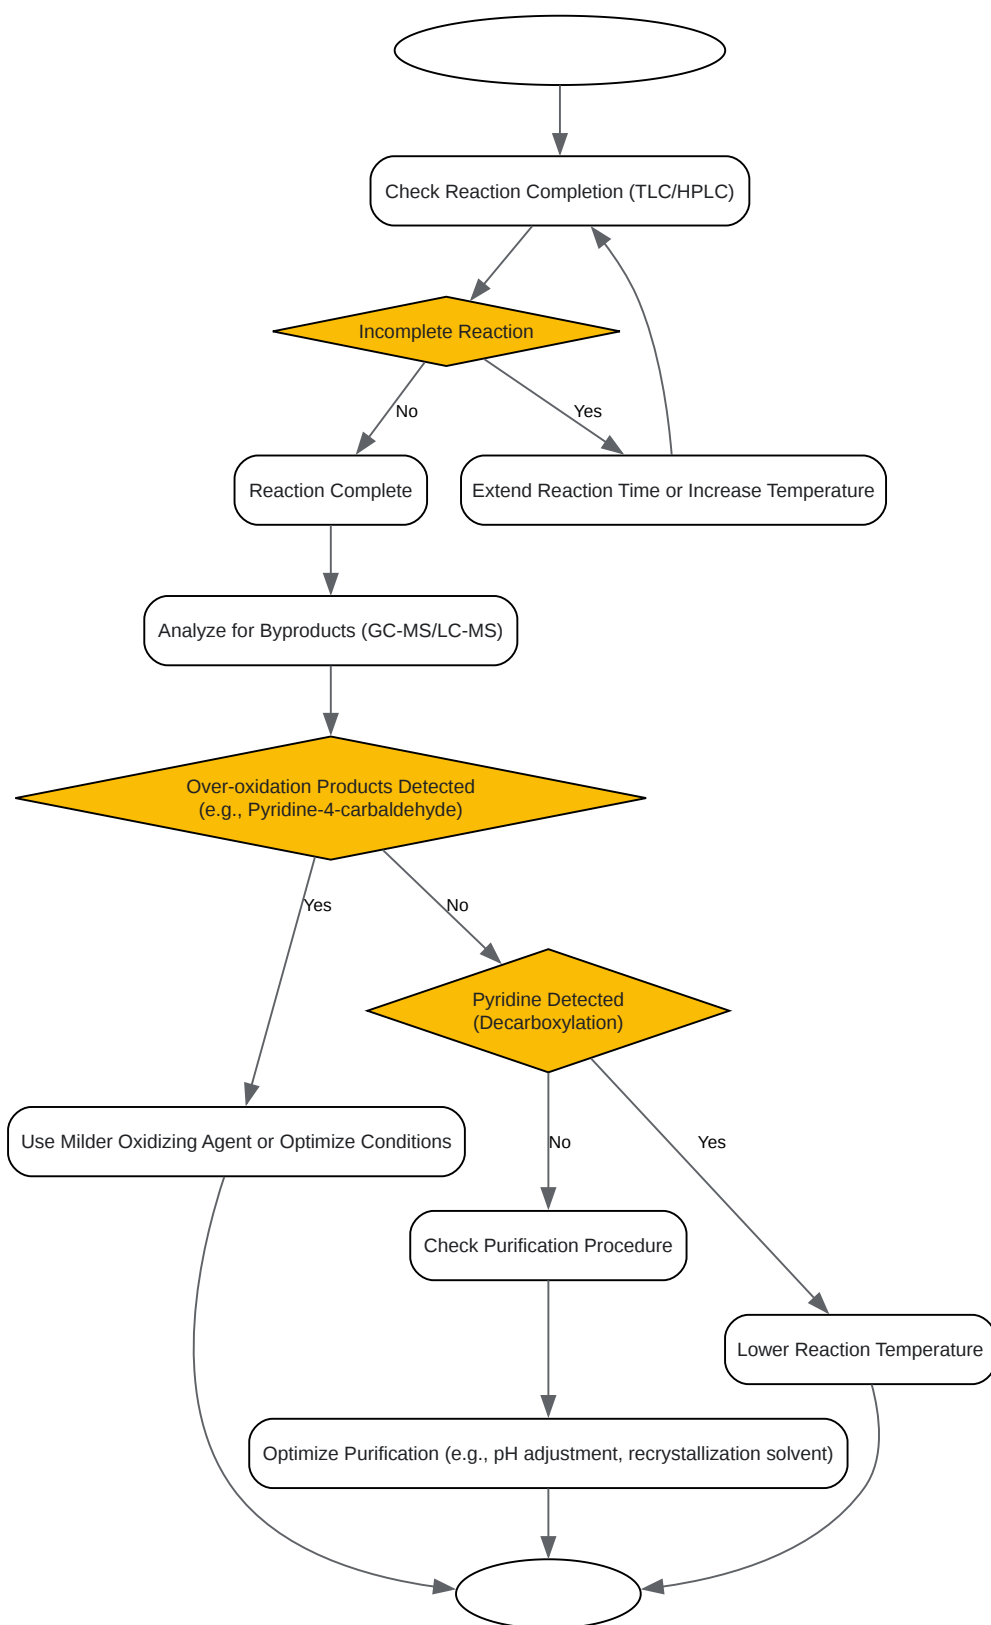 Check Reaction Completion (TLC/HPLC)
Incomplete Reaction
No
Yes
Reaction Complete
Extend Reaction Time or Increase Temperature
Analyze for Byproducts (GC-MS/LC-MS)
Over-oxidation Products Detected
(e.g., Pyridine-4-carbaldehyde)
Yes
No
Pyridine Detected
(Decarboxylation)
Use Milder Oxidizing Agent or Optimize Conditions
No
Yes
Check Purification Procedure
Lower Reaction Temperature
Optimize Purification (e.g., pH adjustment, recrystallization solvent)